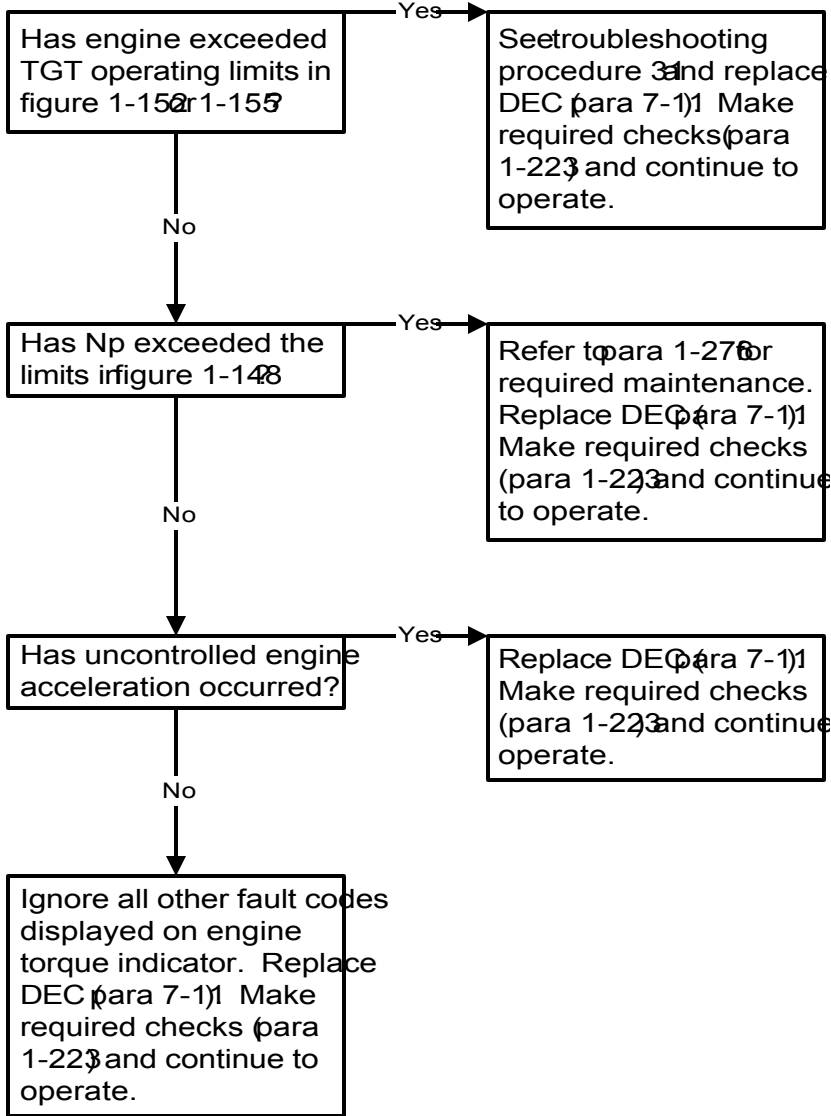 Has engine exceeded
TGT operating limits in
figure 1-152 or 1-155?
Yes
See troubleshooting
procedure 31 and replace
DEC (para 7-11). Make
required checks (para
1-223) and continue to
operate.
No
Has Np exceeded the
limits in figure 1-148?
Yes
Refer to para 1-276 for
required maintenance.
Replace DEC (para 7-11).
Make required checks
(para 1-223) and continue
to operate.
No
Has uncontrolled engine
acceleration occurred?
Yes
Replace DEC (para 7-11).
Make required checks
(para 1-223) and continue
operate.
No
Ignore all other fault codes
displayed on engine
torque indicator. Replace
DEC (para 7-11). Make
required checks (para
1-223) and continue to
operate.